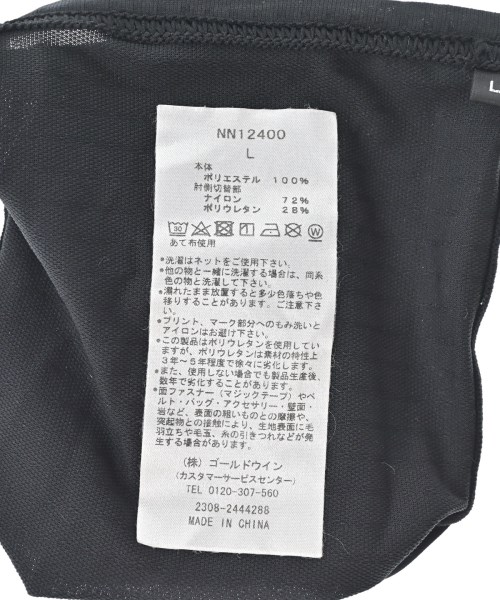 NN12400
L
本体
ポリエステル 100%
肘側切替部
ナイロン 72%
ポリウレタン 28%
30
W
あて布使用
●洗濯はネットをご使用下さい。
●他の物と一緒に洗濯する場合は、同系
色の物と洗濯して下さい。
●濡れたまま放置すると多少色落ちや色
移りすることがあります。ご注意下さ
い。
●プリント、マーク部分へのもみ洗いと
アイロンはお避け下さい。
●この製品はポリウレタンを使用してい
ますが、ポリウレタンは素材の特性上
3年~5年程度で徐々に劣化します。
●また、使用しない場合でも製品生産後、
数年で劣化することがあります。
●面ファスナー(マジックテープ)やベ
ルト・バッグ・アクセサリー・壁面・
岩など、表面の粗いものとの摩擦や、
突起物との接触により、生地表面に毛
羽立ちや毛玉、糸の引きつれなどが発
生することがあります。
(株)ゴールドウイン
(カスタマーサービスセンター)
TEL 0120-307-560
2308-2444288
MADE IN CHINA